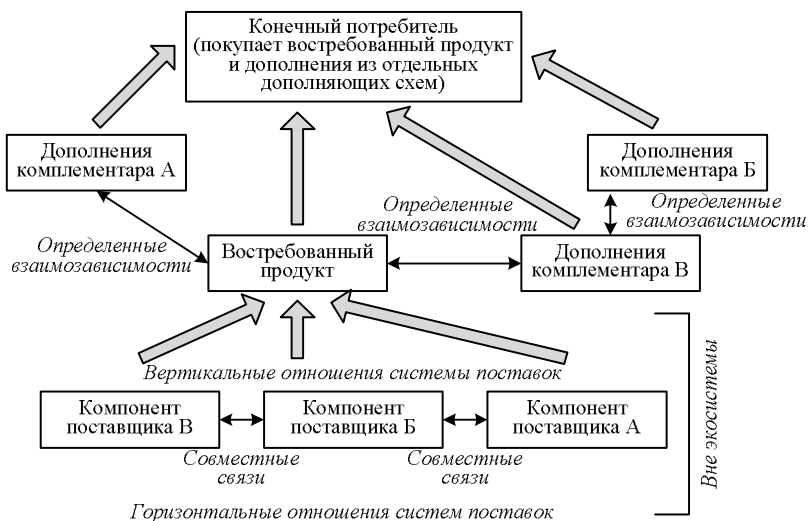 Конечный потребитель
(покупает востребованный продукт
и дополнения из отдельных
дополняющих схем)
Дополнения
комплементара А
Дополнения
комплементара Б
Определенные
взаимозависимости
Определенные
взаимозависимости
Определенные
взаимозависимости
Востребованный
продукт
Дополнения
комплементара В
Вертикальные отношения системы поставок
Компонент
поставщика В
Компонент
поставщика Б
Компонент
поставщика А
Совместные
связи
Совместные
связи
Горизонтальные отношения систем поставок
Вне экосистемы